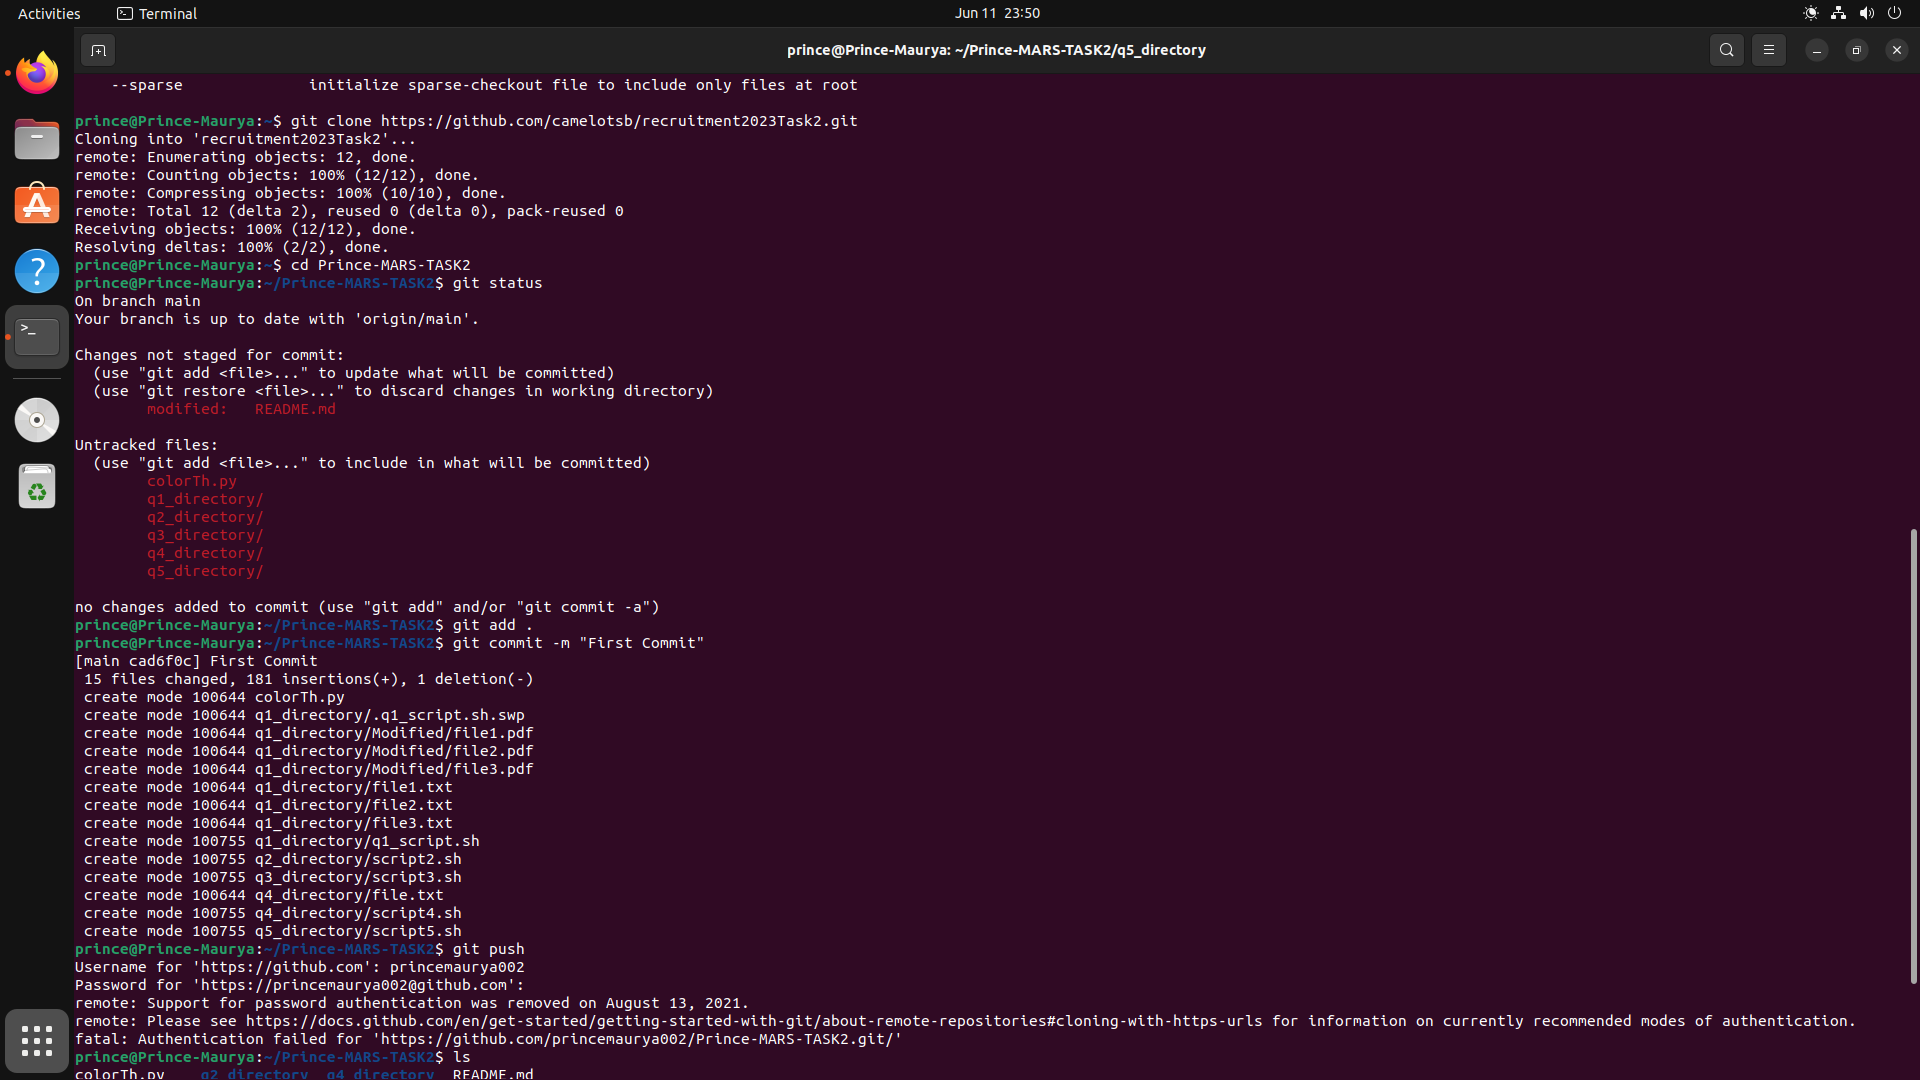 Activities
Terminal
Jun 11 23:50
prince@Prince-Maurya: ~/Prince-MARS-TASK2/q5_directory
    --sparse              initialize sparse-checkout file to include only files at root
prince@Prince-Maurya:~$ git clone https://github.com/camelotsb/recruitment2023Task2.git
Cloning into 'recruitment2023Task2'...
remote: Enumerating objects: 12, done.
remote: Counting objects: 100% (12/12), done.
remote: Compressing objects: 100% (10/10), done.
remote: Total 12 (delta 2), reused 0 (delta 0), pack-reused 0
Receiving objects: 100% (12/12), done.
Resolving deltas: 100% (2/2), done.
prince@Prince-Maurya:~$ cd Prince-MARS-TASK2
prince@Prince-Maurya:~/Prince-MARS-TASK2$ git status
On branch main
Your branch is up to date with 'origin/main'.
Changes not staged for commit:
  (use "git add <file>..." to update what will be committed)
  (use "git restore <file>..." to discard changes in working directory)
        modified:   README.md
Untracked files:
  (use "git add <file>..." to include in what will be committed)
        colorTh.py
        q1_directory/
        q2_directory/
        q3_directory/
        q4_directory/
        q5_directory/
no changes added to commit (use "git add" and/or "git commit -a")
prince@Prince-Maurya:~/Prince-MARS-TASK2$ git add .
prince@Prince-Maurya:~/Prince-MARS-TASK2$ git commit -m "First Commit"
[main cad6f0c] First Commit
 15 files changed, 181 insertions(+), 1 deletion(-)
 create mode 100644 colorTh.py
 create mode 100644 q1_directory/.q1_script.sh.swp
 create mode 100644 q1_directory/Modified/file1.pdf
 create mode 100644 q1_directory/Modified/file2.pdf
 create mode 100644 q1_directory/Modified/file3.pdf
 create mode 100644 q1_directory/file1.txt
 create mode 100644 q1_directory/file2.txt
 create mode 100644 q1_directory/file3.txt
 create mode 100755 q1_directory/q1_script.sh
 create mode 100755 q2_directory/script2.sh
 create mode 100755 q3_directory/script3.sh
 create mode 100644 q4_directory/file.txt
 create mode 100755 q4_directory/script4.sh
 create mode 100755 q5_directory/script5.sh
prince@Prince-Maurya:~/Prince-MARS-TASK2$ git push
Username for 'https://github.com': princemaurya002
Password for 'https://princemaurya002@github.com':
remote: Support for password authentication was removed on August 13, 2021.
remote: Please see https://docs.github.com/en/get-started/getting-started-with-git/about-remote-repositories#cloning-with-https-urls for information on currently recommended modes of authentication.
fatal: Authentication failed for 'https://github.com/princemaurya002/Prince-MARS-TASK2.git/'
prince@Prince-Maurya:~/Prince-MARS-TASK2$ ls
colorTh.py    q2_directory  q4_directory  README.md